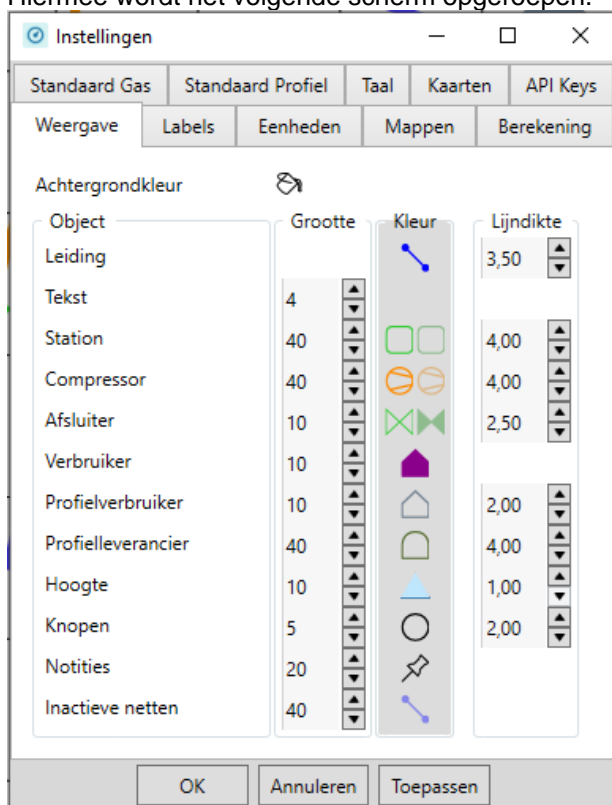 Hiermee wordt het volgende scherm opgeroepen:
Instellingen
Standaard Gas Standaard Profiel Taal Kaarten API Keys
Weergave Labels Eenheden Mappen Berekening
Achtergrondkleur
Object Grootte Kleur Lijndikte
Leiding 3,50
Tekst 4
Station 40 4,00
Compressor 40 4,00
Afsluiter 10 2,50
Verbruiker 10
Profielverbruiker 10 2,00
Profielleverancier 40 4,00
Hoogte 10 1,00
Knopen 5 2,00
Notities 20
Inactieve netten 40
OK Annuleren Toepassen